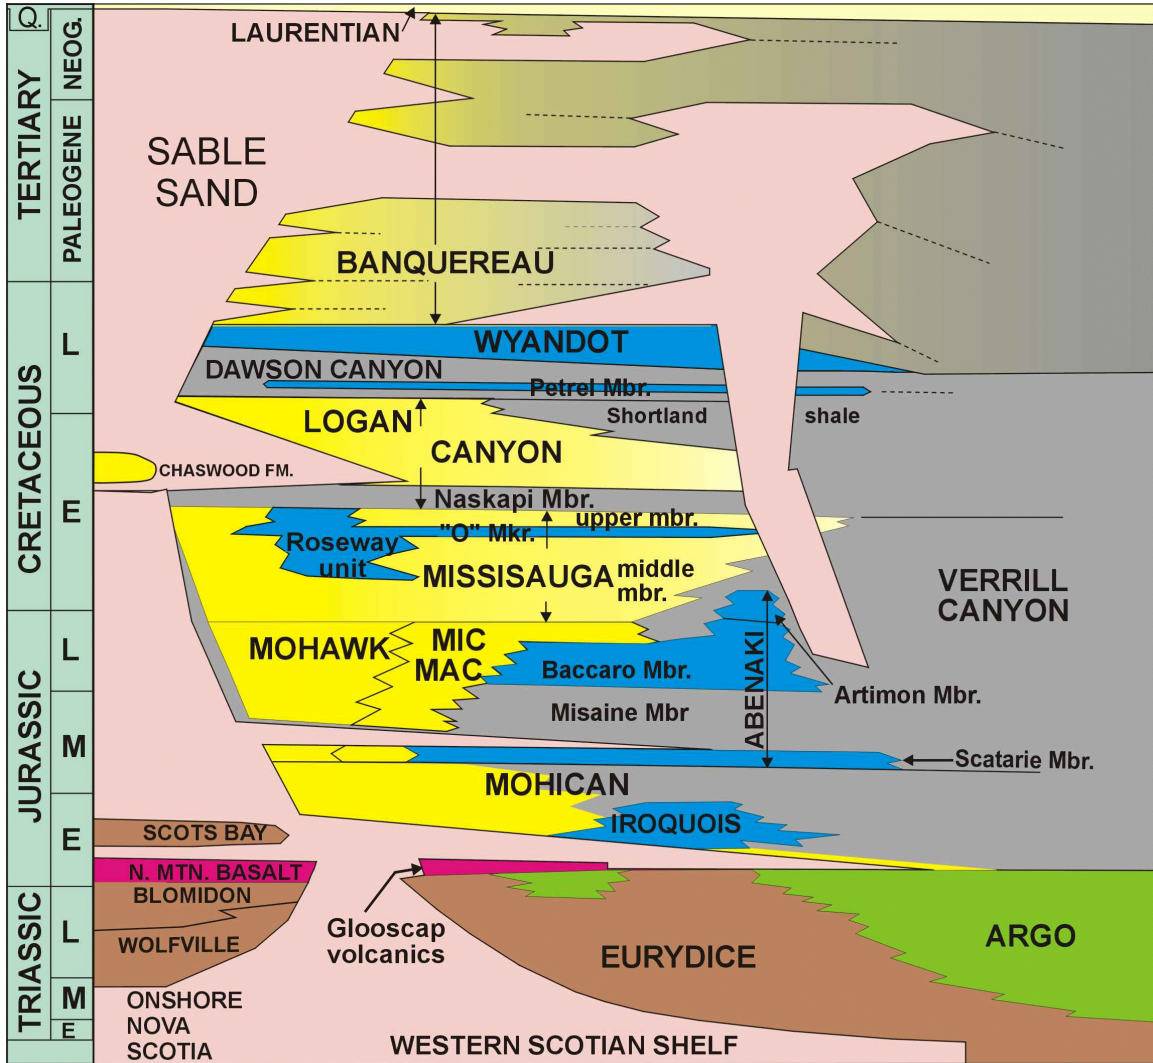 Q.
TERTIARY
NEOG.
PALEOGENE
CRETACEOUS
L
E
JURASSIC
L
M
E
TRIASSIC
L
M
E
LAURENTIAN
SABLE
SAND
BANQUEREAU
WYANDOT
DAWSON CANYON
Petrel Mbr.
LOGAN
CANYON
Shortland
shale
CHASWOOD FM.
Naskapi Mbr.
upper mbr.
"O" Mkr.
Roseway
unit
MISSISAUGA
middle
mbr.
VERRILL
CANYON
MOHAWK
MIC
MAC
Baccaro Mbr.
ABENAKI
Artimon Mbr.
Misaine Mbr
Scatarie Mbr.
MOHICAN
IROQUOIS
SCOTS BAY
N. MTN. BASALT
BLOMIDON
WOLFVILLE
Glooscap
volcanics
EURYDICE
ARGO
ONSHORE
NOVA
SCOTIA
WESTERN SCOTIAN SHELF